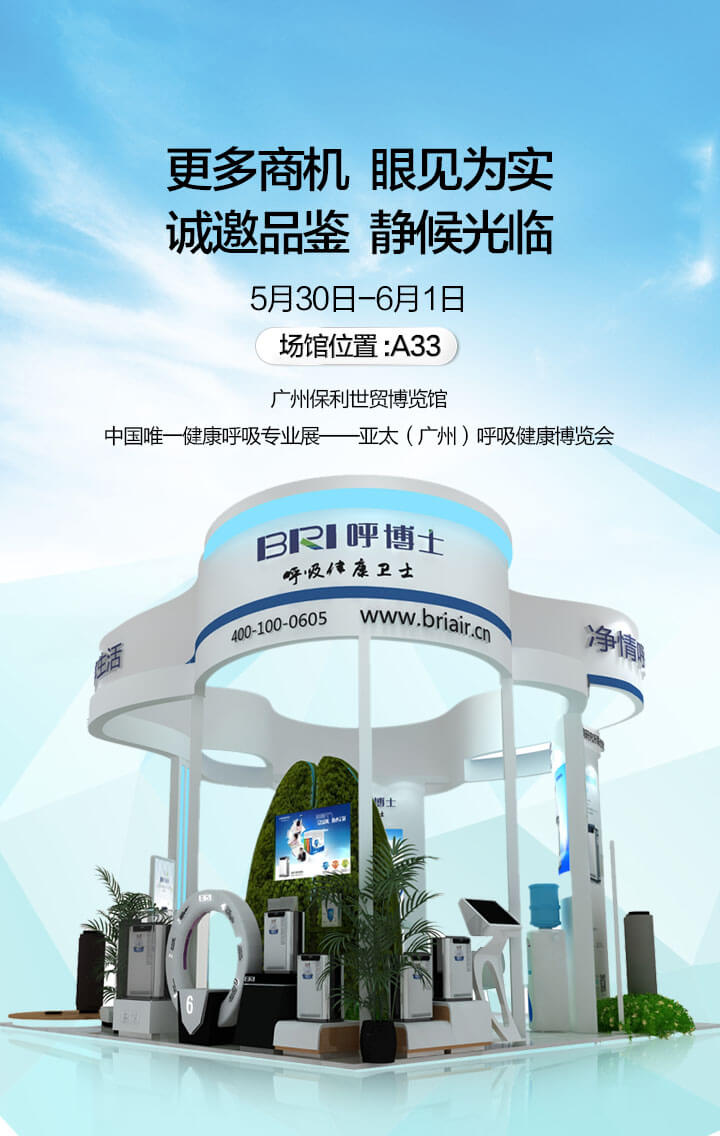 更多商机 眼见为实
诚邀品鉴 静候光临
5月30日-6月1日
场馆位置:A33
广州保利世贸博览馆
中国唯一健康呼吸专业展——亚太（广州）呼吸健康博览会
BRI 呼博士
呼吸健康卫士
400-100-0605 www.briair.cn
生活
净情呼
博士
BRI
6